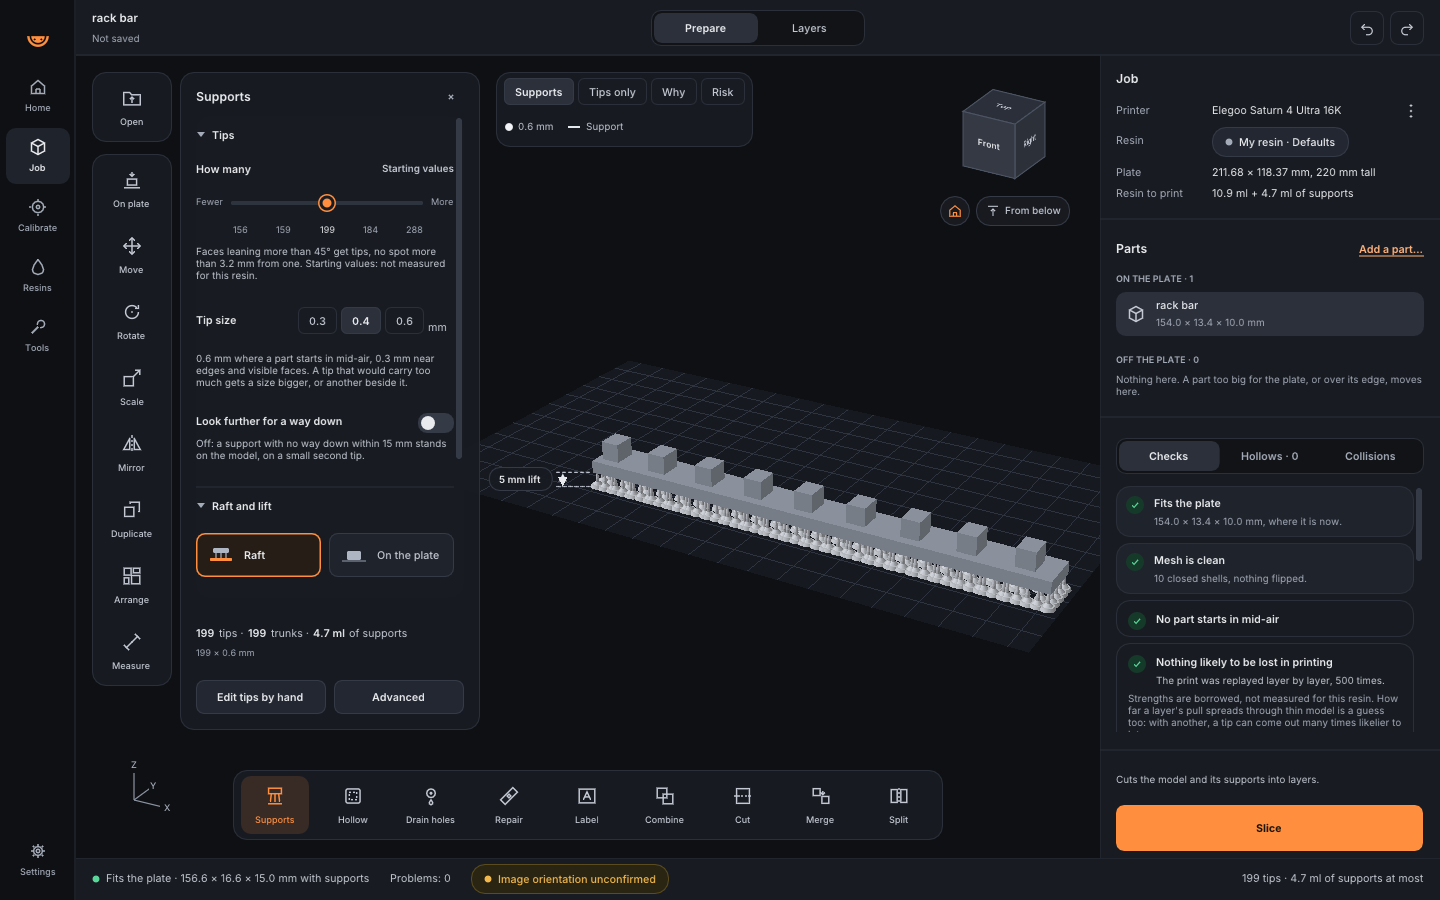 rack bar
Not saved
Prepare
Layers
Home
Job
Calibrate
Resins
Tools
Settings
Open
On plate
Move
Rotate
Scale
Mirror
Duplicate
Arrange
Measure
Supports
×
Tips
How many
Starting values
Fewer
More
156 159 199 184 288
Faces leaning more than 45° get tips, no spot more
than 3.2 mm from one. Starting values: not measured
for this resin.
Tip size
0.3 0.4 0.6 mm
0.6 mm where a part starts in mid-air, 0.3 mm near
edges and visible faces. A tip that would carry too
much gets a size bigger, or another beside it.
Look further for a way down
Off: a support with no way down within 15 mm stands
on the model, on a small second tip.
Raft and lift
Raft
On the plate
199 tips · 199 trunks · 4.7 ml of supports
199 × 0.6 mm
Edit tips by hand
Advanced
Supports
Tips only
Why
Risk
0.6 mm
Support
Top
Front
Right
From below
5 mm lift
Z
Y
X
Supports
Hollow
Drain holes
Repair
Label
Combine
Cut
Merge
Split
Job
Printer
Elegoo Saturn 4 Ultra 16K
Resin
My resin · Defaults
Plate
211.68 × 118.37 mm, 220 mm tall
Resin to print
10.9 ml + 4.7 ml of supports
Parts
Add a part...
ON THE PLATE · 1
rack bar
154.0 × 13.4 × 10.0 mm
OFF THE PLATE · 0
Nothing here. A part too big for the plate, or over its edge, moves
here.
Checks
Hollows · 0
Collisions
Fits the plate
154.0 × 13.4 × 10.0 mm, where it is now.
Mesh is clean
10 closed shells, nothing flipped.
No part starts in mid-air
Nothing likely to be lost in printing
The print was replayed layer by layer, 500 times.
Strengths are borrowed, not measured for this resin. How
far a layer's pull spreads through thin model is a guess
too: with another, a tip can come out many times likelier to
Cuts the model and its supports into layers.
Slice
Fits the plate · 156.6 × 16.6 × 15.0 mm with supports
Problems: 0
Image orientation unconfirmed
199 tips · 4.7 ml of supports at most